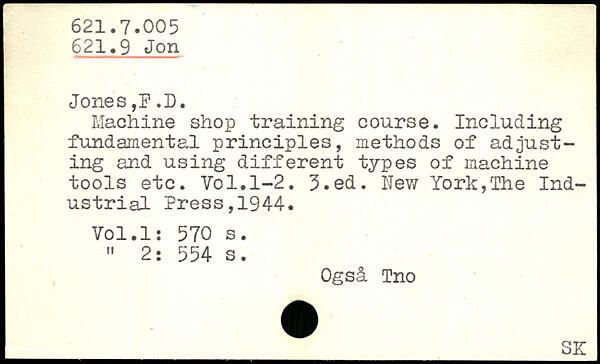 621.7.005
621.9 Jon
Jones,F.D.
Machine shop training course. Including
fundamental principles, methods of adjust-
ing and using different types of machine
tools etc. Vol.1-2. 3.ed. New York,The Ind-
ustrial Press,1944.
Vol.1: 570 s.
" 2: 554 s.
Også Tno
SK